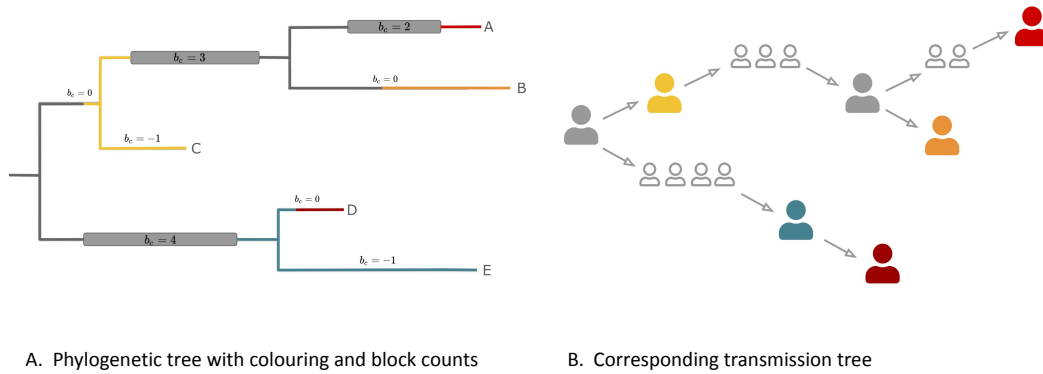 b_c = 2
A
b_c = 3
b_c = 0
B
b_c = 0
b_c = −1
C
b_c = 0
D
b_c = 4
b_c = −1
E
A. Phylogenetic tree with colouring and block counts
B. Corresponding transmission tree